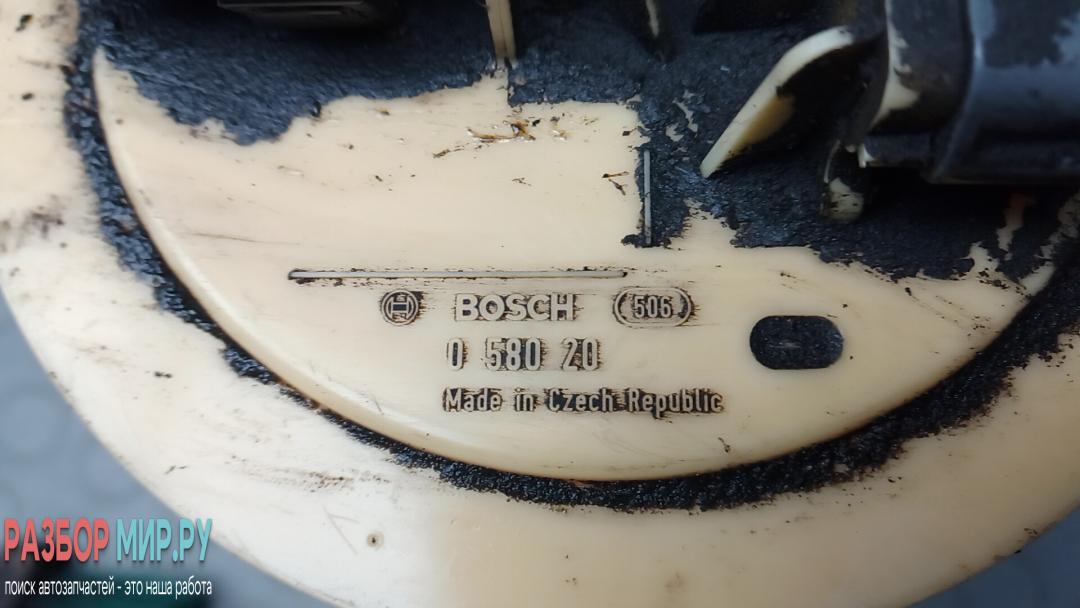 BOSCH 506
0 580 20
Made in Czech Republic
РАЗБОР МИР.РУ
поиск автозапчастей - это наша работа